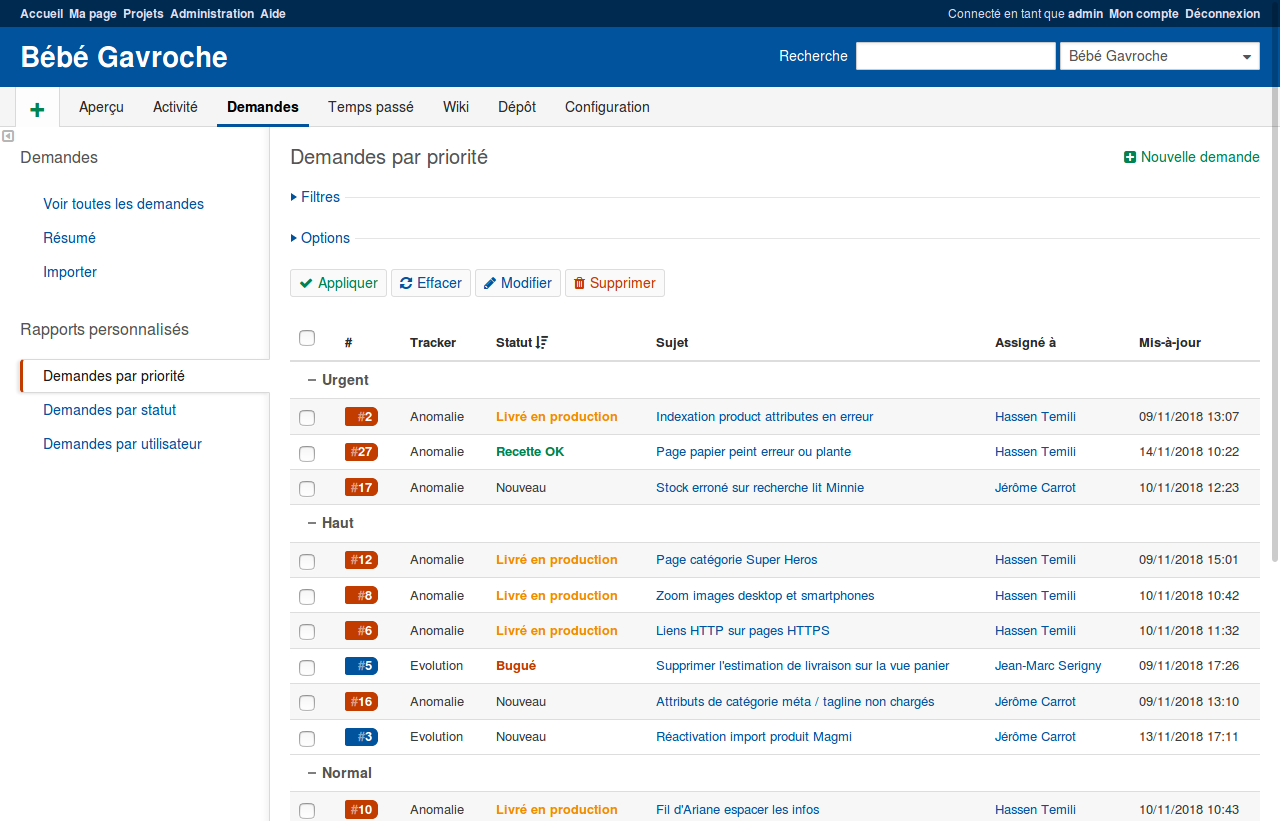 Accueil Ma page Projets Administration Aide Connecté en tant que admin Mon compte Déconnexion
Bébé Gavroche Recherche Bébé Gavroche
+ Aperçu Activité Demandes Temps passé Wiki Dépôt Configuration
Demandes
Voir toutes les demandes
Résumé
Importer
Rapports personnalisés
Demandes par priorité
Demandes par statut
Demandes par utilisateur
Demandes par priorité Nouvelle demande
Filtres
Options
Appliquer Effacer Modifier Supprimer
# Tracker Statut Sujet Assigné à Mis-à-jour
Urgent
#2 Anomalie Livré en production Indexation product attributes en erreur Hassen Temili 09/11/2018 13:07
#27 Anomalie Recette OK Page papier peint erreur ou plante Hassen Temili 14/11/2018 10:22
#17 Anomalie Nouveau Stock erroné sur recherche lit Minnie Jérôme Carrot 10/11/2018 12:23
Haut
#12 Anomalie Livré en production Page catégorie Super Heros Hassen Temili 09/11/2018 15:01
#8 Anomalie Livré en production Zoom images desktop et smartphones Hassen Temili 10/11/2018 10:42
#6 Anomalie Livré en production Liens HTTP sur pages HTTPS Hassen Temili 10/11/2018 11:32
#5 Evolution Bugué Supprimer l'estimation de livraison sur la vue panier Jean-Marc Serigny 09/11/2018 17:26
#16 Anomalie Nouveau Attributs de catégorie méta / tagline non chargés Jérôme Carrot 09/11/2018 13:10
#3 Evolution Nouveau Réactivation import produit Magmi Jérôme Carrot 13/11/2018 17:11
Normal
#10 Anomalie Livré en production Fil d'Ariane espacer les infos Hassen Temili 10/11/2018 10:43